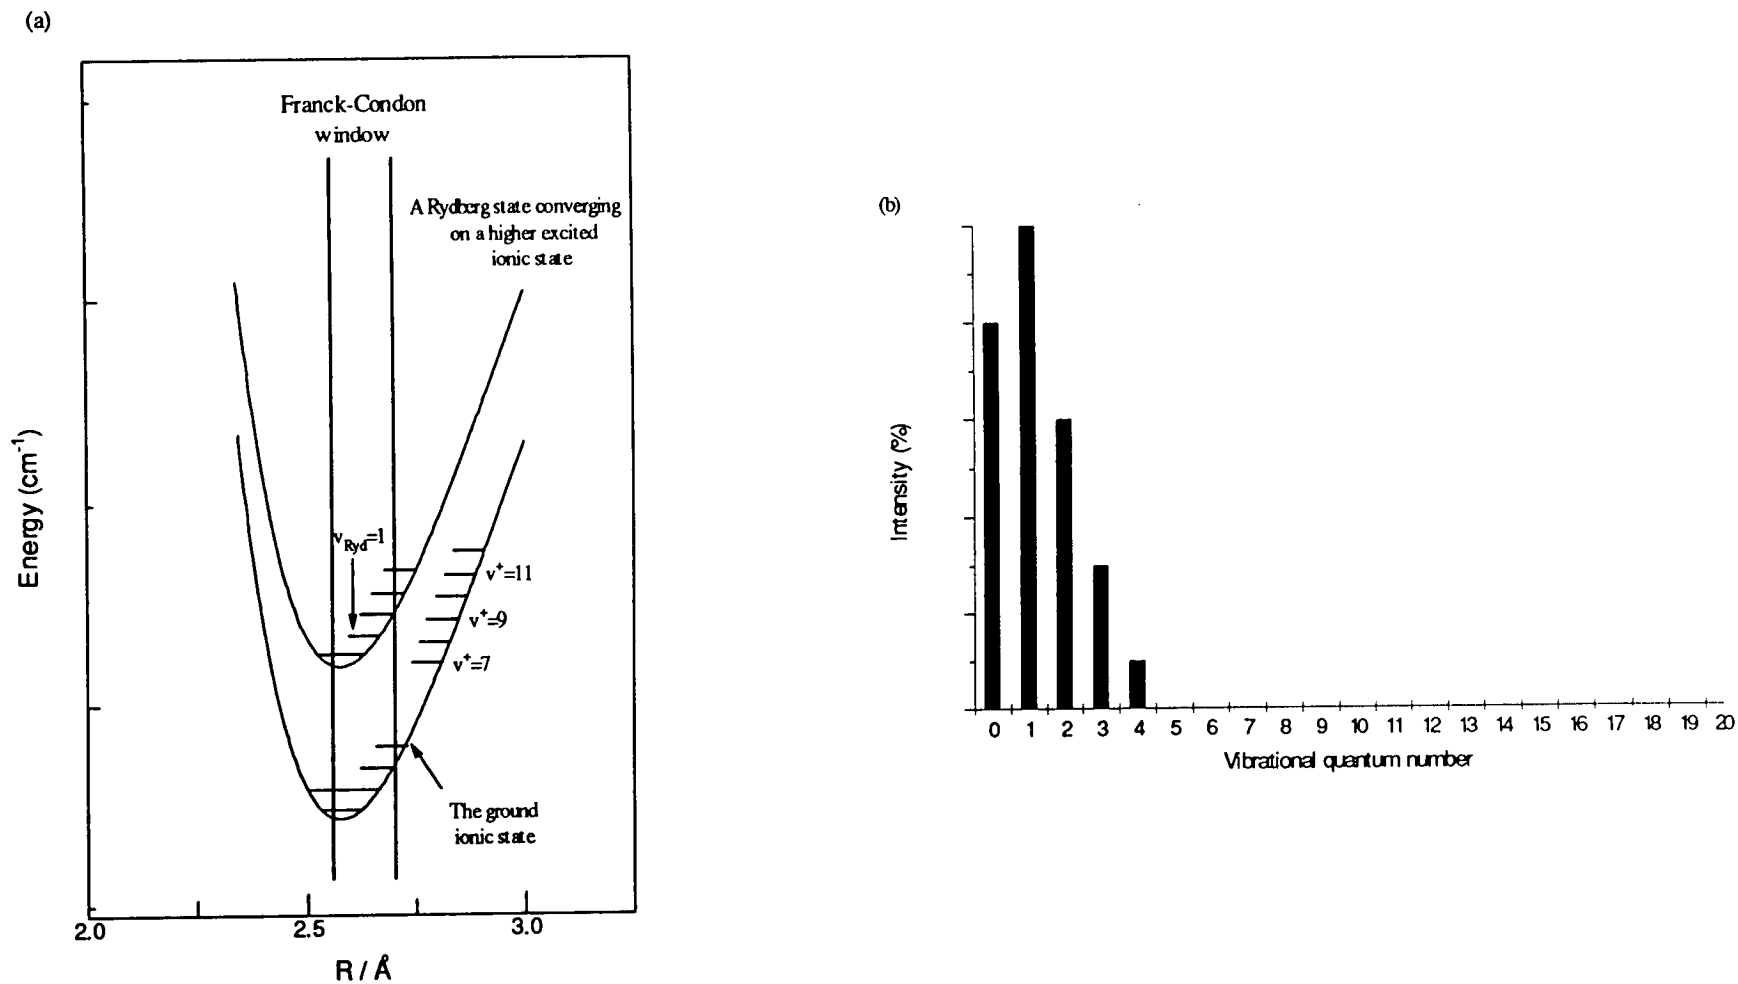 (a)
Franck-Condon
window
A Rydberg state converging
on a higher excited
ionic state
v_Ryd=1
v⁺=11
v⁺=9
v⁺=7
The ground
ionic state
Energy (cm⁻¹)
2.0 2.5 3.0
R / Å
(b)
Intensity (%)
0 1 2 3 4 5 6 7 8 9 10 11 12 13 14 15 16 17 18 19 20
Vibrational quantum number